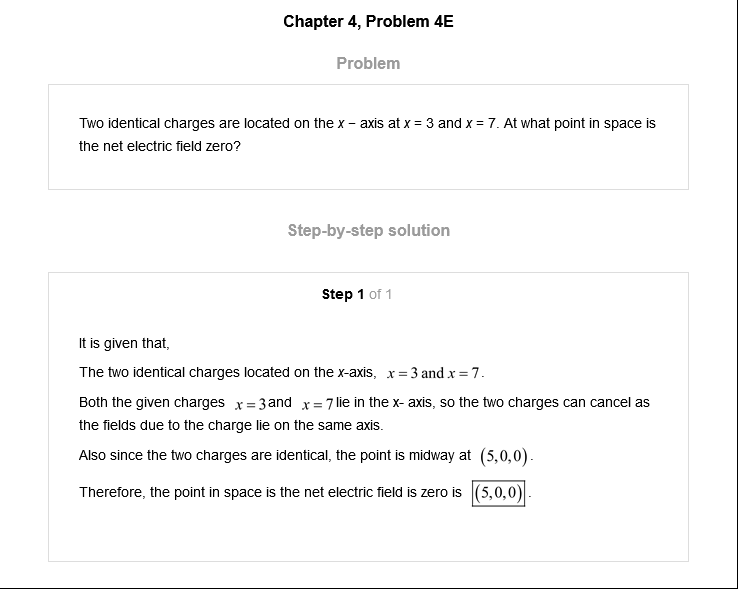 Chapter 4, Problem 4E
Problem
Two identical charges are located on the x − axis at x = 3 and x = 7. At what point in space is
the net electric field zero?
Step-by-step solution
Step 1 of 1
It is given that,
The two identical charges located on the x-axis, x = 3 and x = 7.
Both the given charges x = 3 and x = 7 lie in the x- axis, so the two charges can cancel as
the fields due to the charge lie on the same axis.
Also since the two charges are identical, the point is midway at (5,0,0).
Therefore, the point in space is the net electric field is zero is (5,0,0).